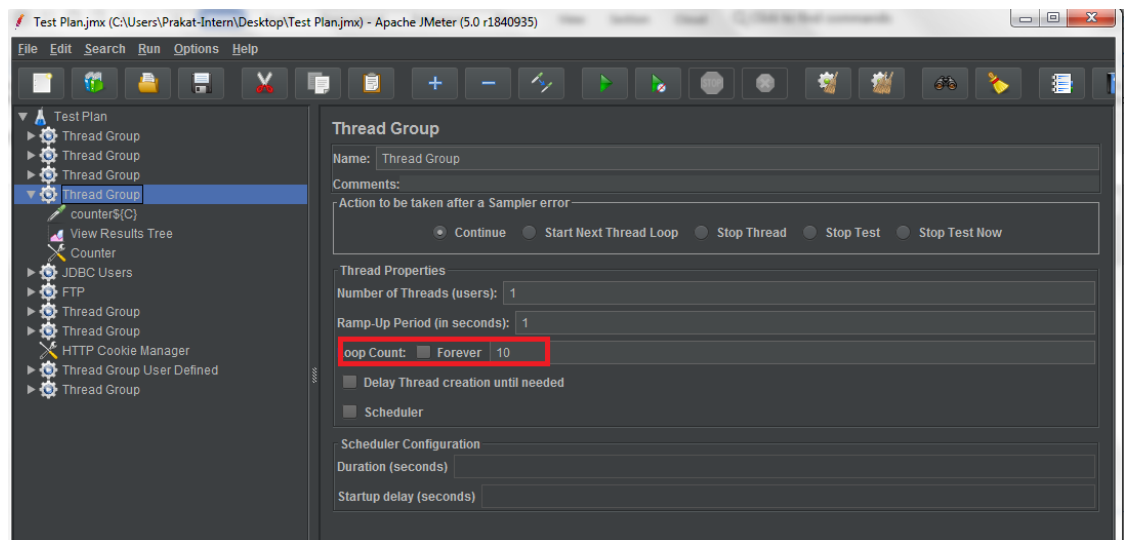 Test Plan.jmx (C:\Users\Prakat-Intern\Desktop\Test Plan.jmx) - Apache JMeter (5.0 r1840935)
File Edit Search Run Options Help
STOP
Test Plan
Thread Group
Thread Group
Thread Group
Thread Group
counter${C}
View Results Tree
Counter
JDBC Users
FTP
Thread Group
Thread Group
HTTP Cookie Manager
Thread Group User Defined
Thread Group
Thread Group
Name: Thread Group
Comments:
Action to be taken after a Sampler error
Continue Start Next Thread Loop Stop Thread Stop Test Stop Test Now
Thread Properties
Number of Threads (users): 1
Ramp-Up Period (in seconds): 1
oop Count: Forever 10
Delay Thread creation until needed
Scheduler
Scheduler Configuration
Duration (seconds)
Startup delay (seconds)